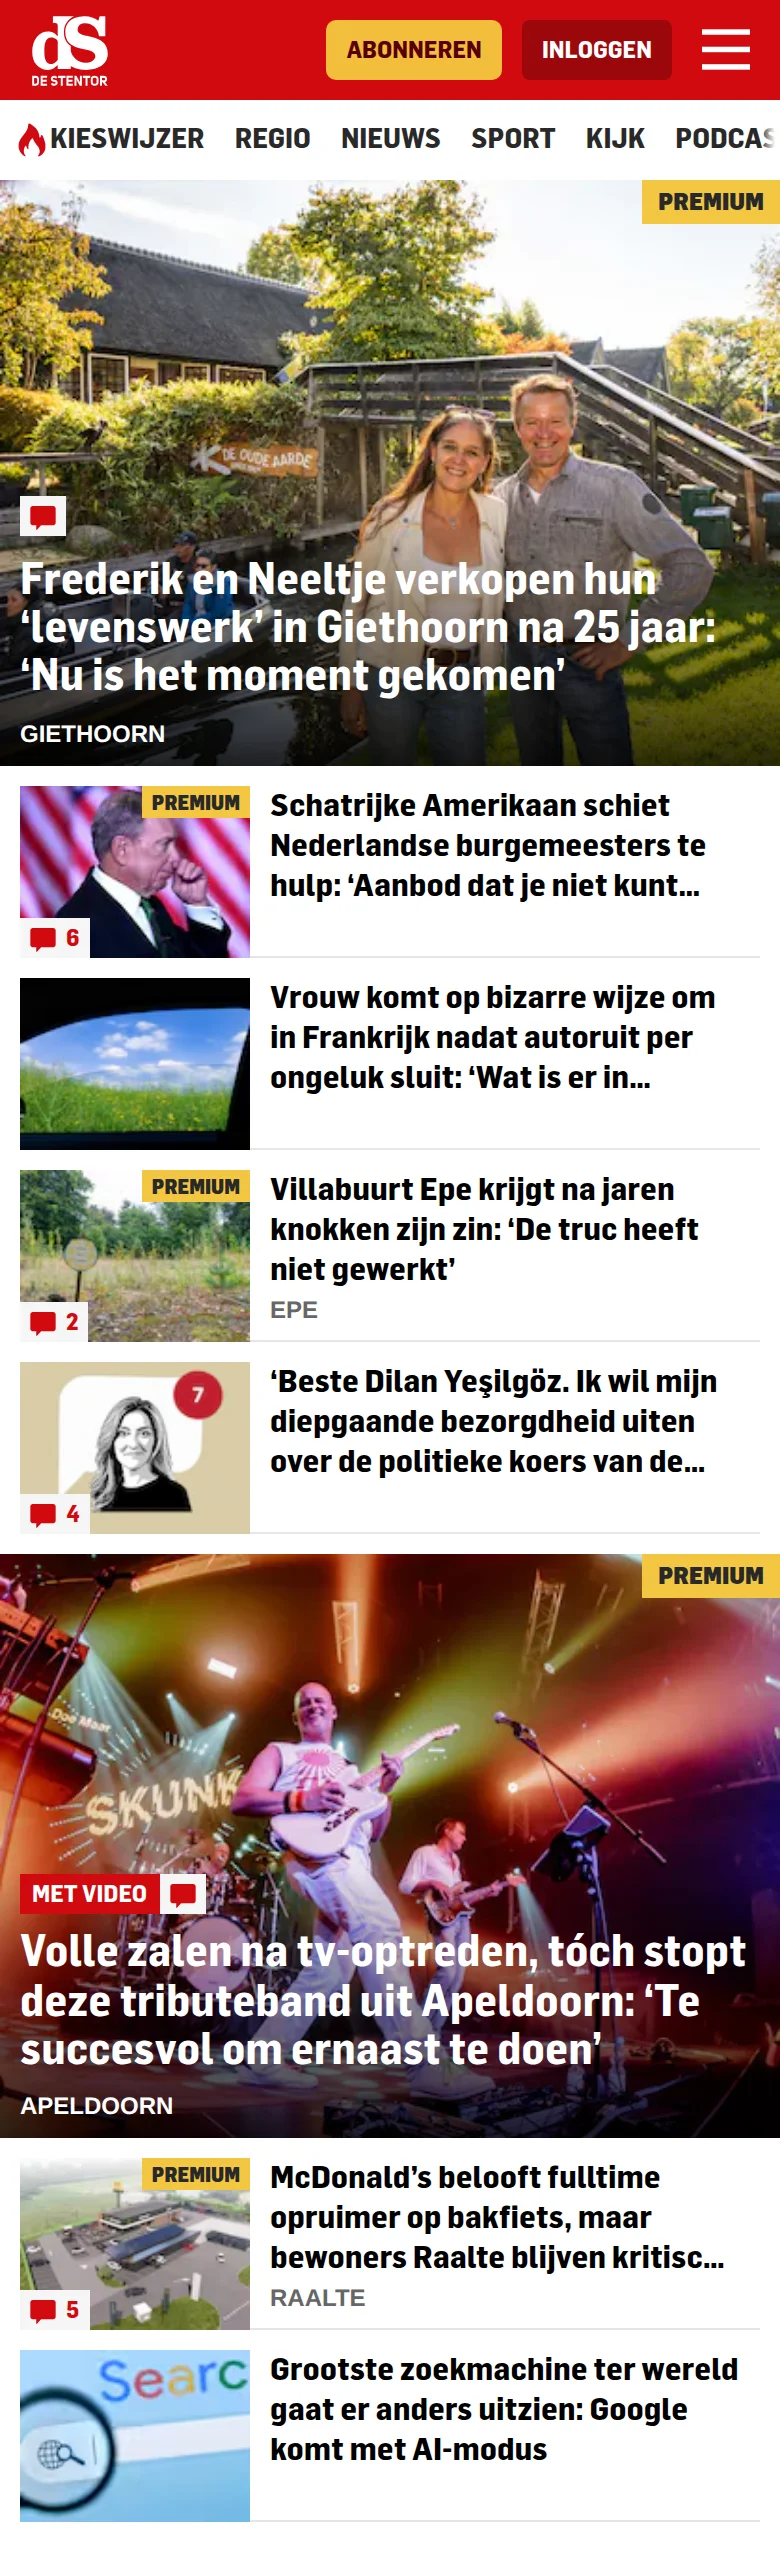 dS
DE STENTOR
ABONNEREN
INLOGGEN
KIESWIJZER REGIO NIEUWS SPORT KIJK PODCAS
PREMIUM
DE OUDE AARDE
Frederik en Neeltje verkopen hun
‘levenswerk’ in Giethoorn na 25 jaar:
‘Nu is het moment gekomen’
GIETHOORN
PREMIUM
6
Schatrijke Amerikaan schiet
Nederlandse burgemeesters te
hulp: ‘Aanbod dat je niet kunt...
Vrouw komt op bizarre wijze om
in Frankrijk nadat autoruit per
ongeluk sluit: ‘Wat is er in...
PREMIUM
2
Villabuurt Epe krijgt na jaren
knokken zijn zin: ‘De truc heeft
niet gewerkt’
EPE
7
4
‘Beste Dilan Yeşilgöz. Ik wil mijn
diepgaande bezorgdheid uiten
over de politieke koers van de...
PREMIUM
Doe Maar
SKUNK
MET VIDEO
Volle zalen na tv-optreden, tóch stopt
deze tributeband uit Apeldoorn: ‘Te
succesvol om ernaast te doen’
APELDOORN
PREMIUM
5
McDonald’s belooft fulltime
opruimer op bakfiets, maar
bewoners Raalte blijven kritisc...
RAALTE
Searc
Grootste zoekmachine ter wereld
gaat er anders uitzien: Google
komt met AI-modus